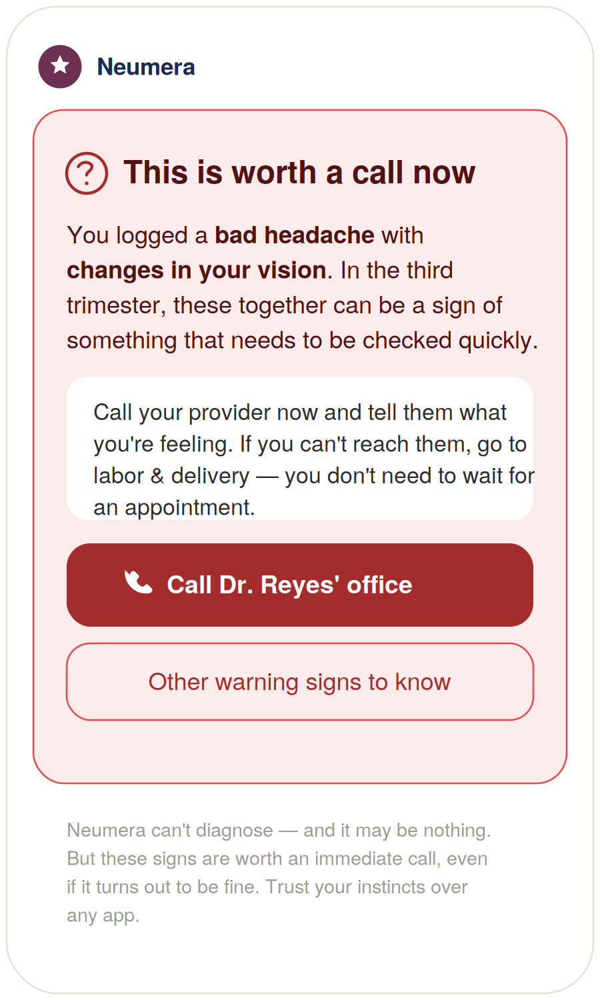 Neumera
This is worth a call now
You logged a bad headache with
changes in your vision. In the third
trimester, these together can be a sign of
something that needs to be checked quickly.
Call your provider now and tell them what
you're feeling. If you can't reach them, go to
labor & delivery — you don't need to wait for
an appointment.
Call Dr. Reyes' office
Other warning signs to know
Neumera can't diagnose — and it may be nothing.
But these signs are worth an immediate call, even
if it turns out to be fine. Trust your instincts over
any app.